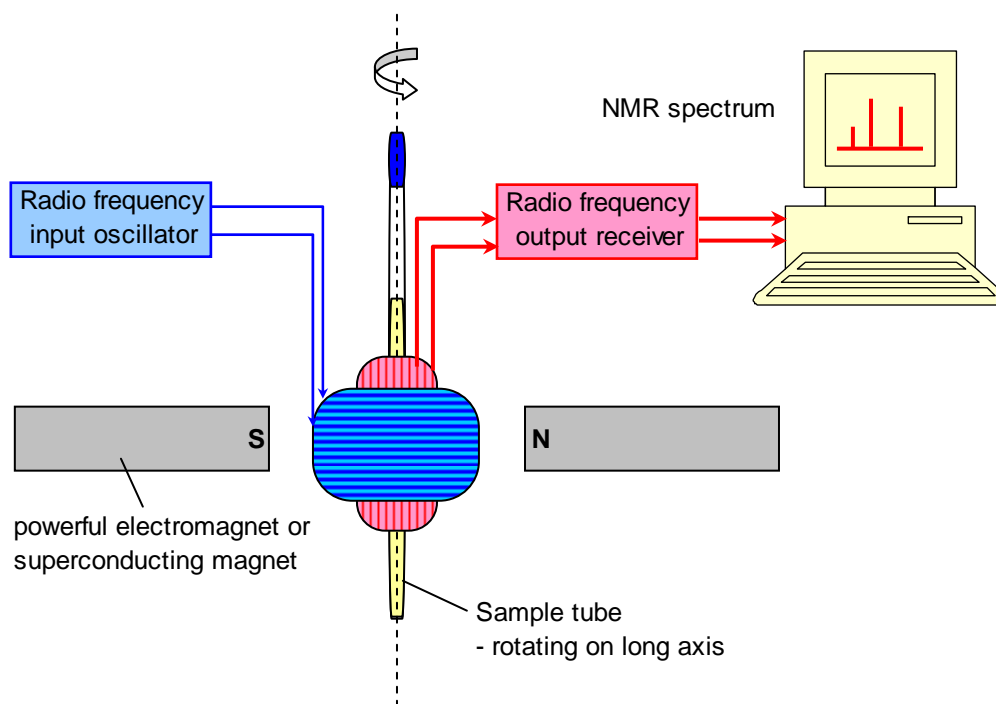 NMR spectrum
Radio frequency
input oscillator
Radio frequency
output receiver
S
N
powerful electromagnet or
superconducting magnet
Sample tube
- rotating on long axis